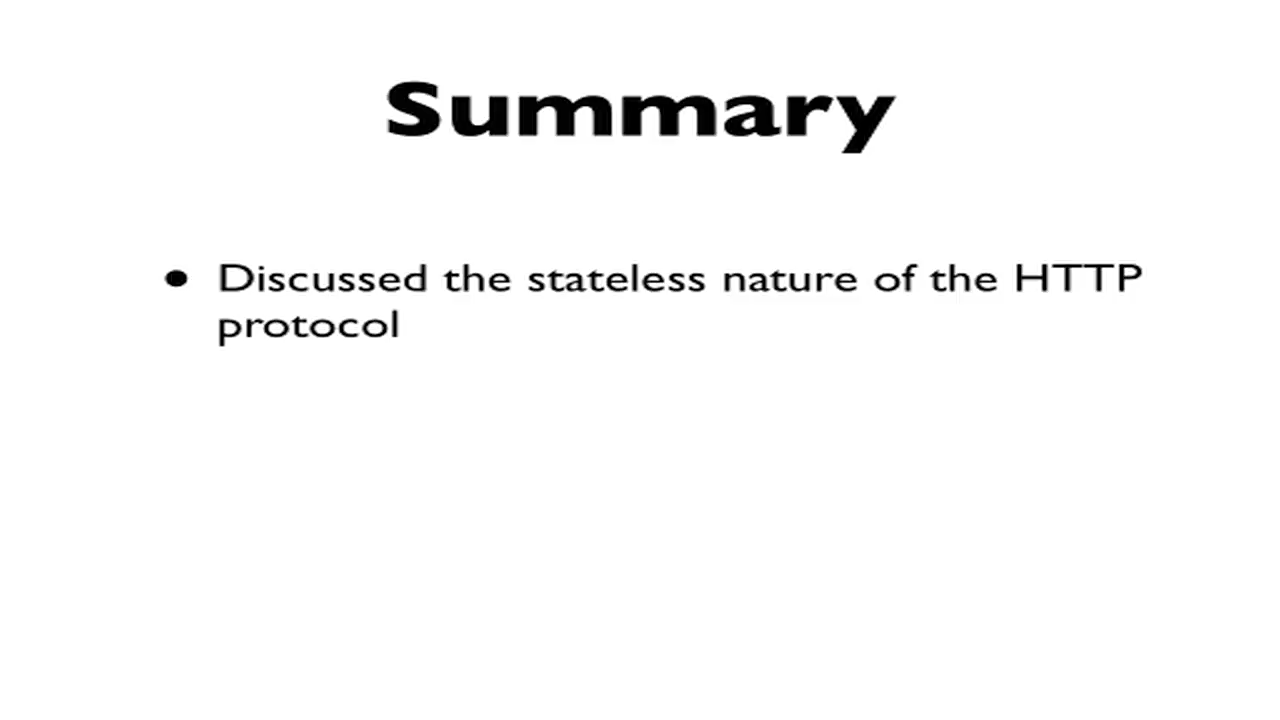 Summary
• Discussed the stateless nature of the HTTP
protocol